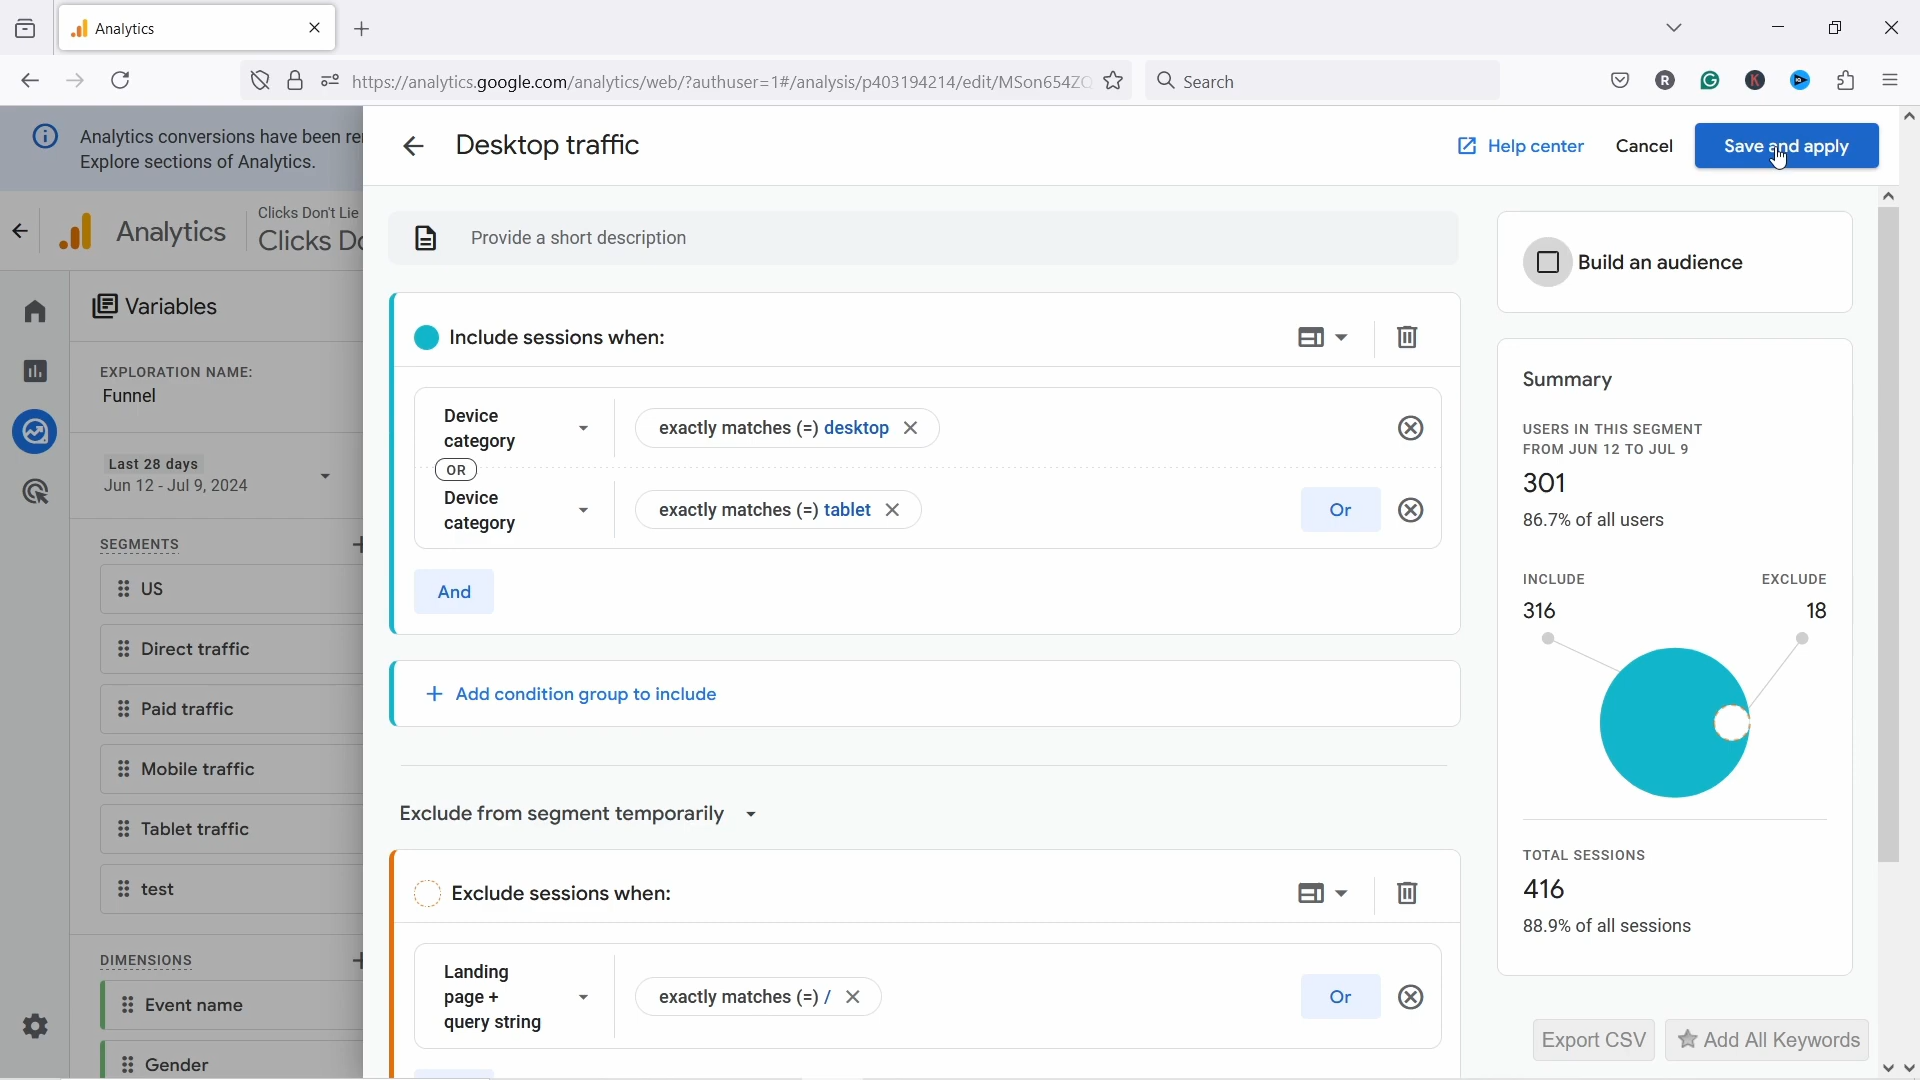 Analytics
https://analytics.google.com/analytics/web/?authuser=1#/analysis/p403194214/edit/MSon654ZQ
Search
Analytics conversions have been re
Explore sections of Analytics.
Analytics
Clicks Don't Lie
Clicks Do
Variables
EXPLORATION NAME:
Funnel
Last 28 days
Jun 12 - Jul 9, 2024
SEGMENTS
US
Direct traffic
Paid traffic
Mobile traffic
Tablet traffic
test
DIMENSIONS
Event name
Gender
Desktop traffic
Help center
Cancel
Save and apply
Provide a short description
Include sessions when:
Device
category
exactly matches (=) desktop
OR
Device
category
exactly matches (=) tablet
Or
And
+ Add condition group to include
Exclude from segment temporarily
Exclude sessions when:
Landing
page +
query string
exactly matches (=) /
Or
Build an audience
Summary
USERS IN THIS SEGMENT
FROM JUN 12 TO JUL 9
301
86.7% of all users
INCLUDE
EXCLUDE
316
18
TOTAL SESSIONS
416
88.9% of all sessions
Export CSV
Add All Keywords